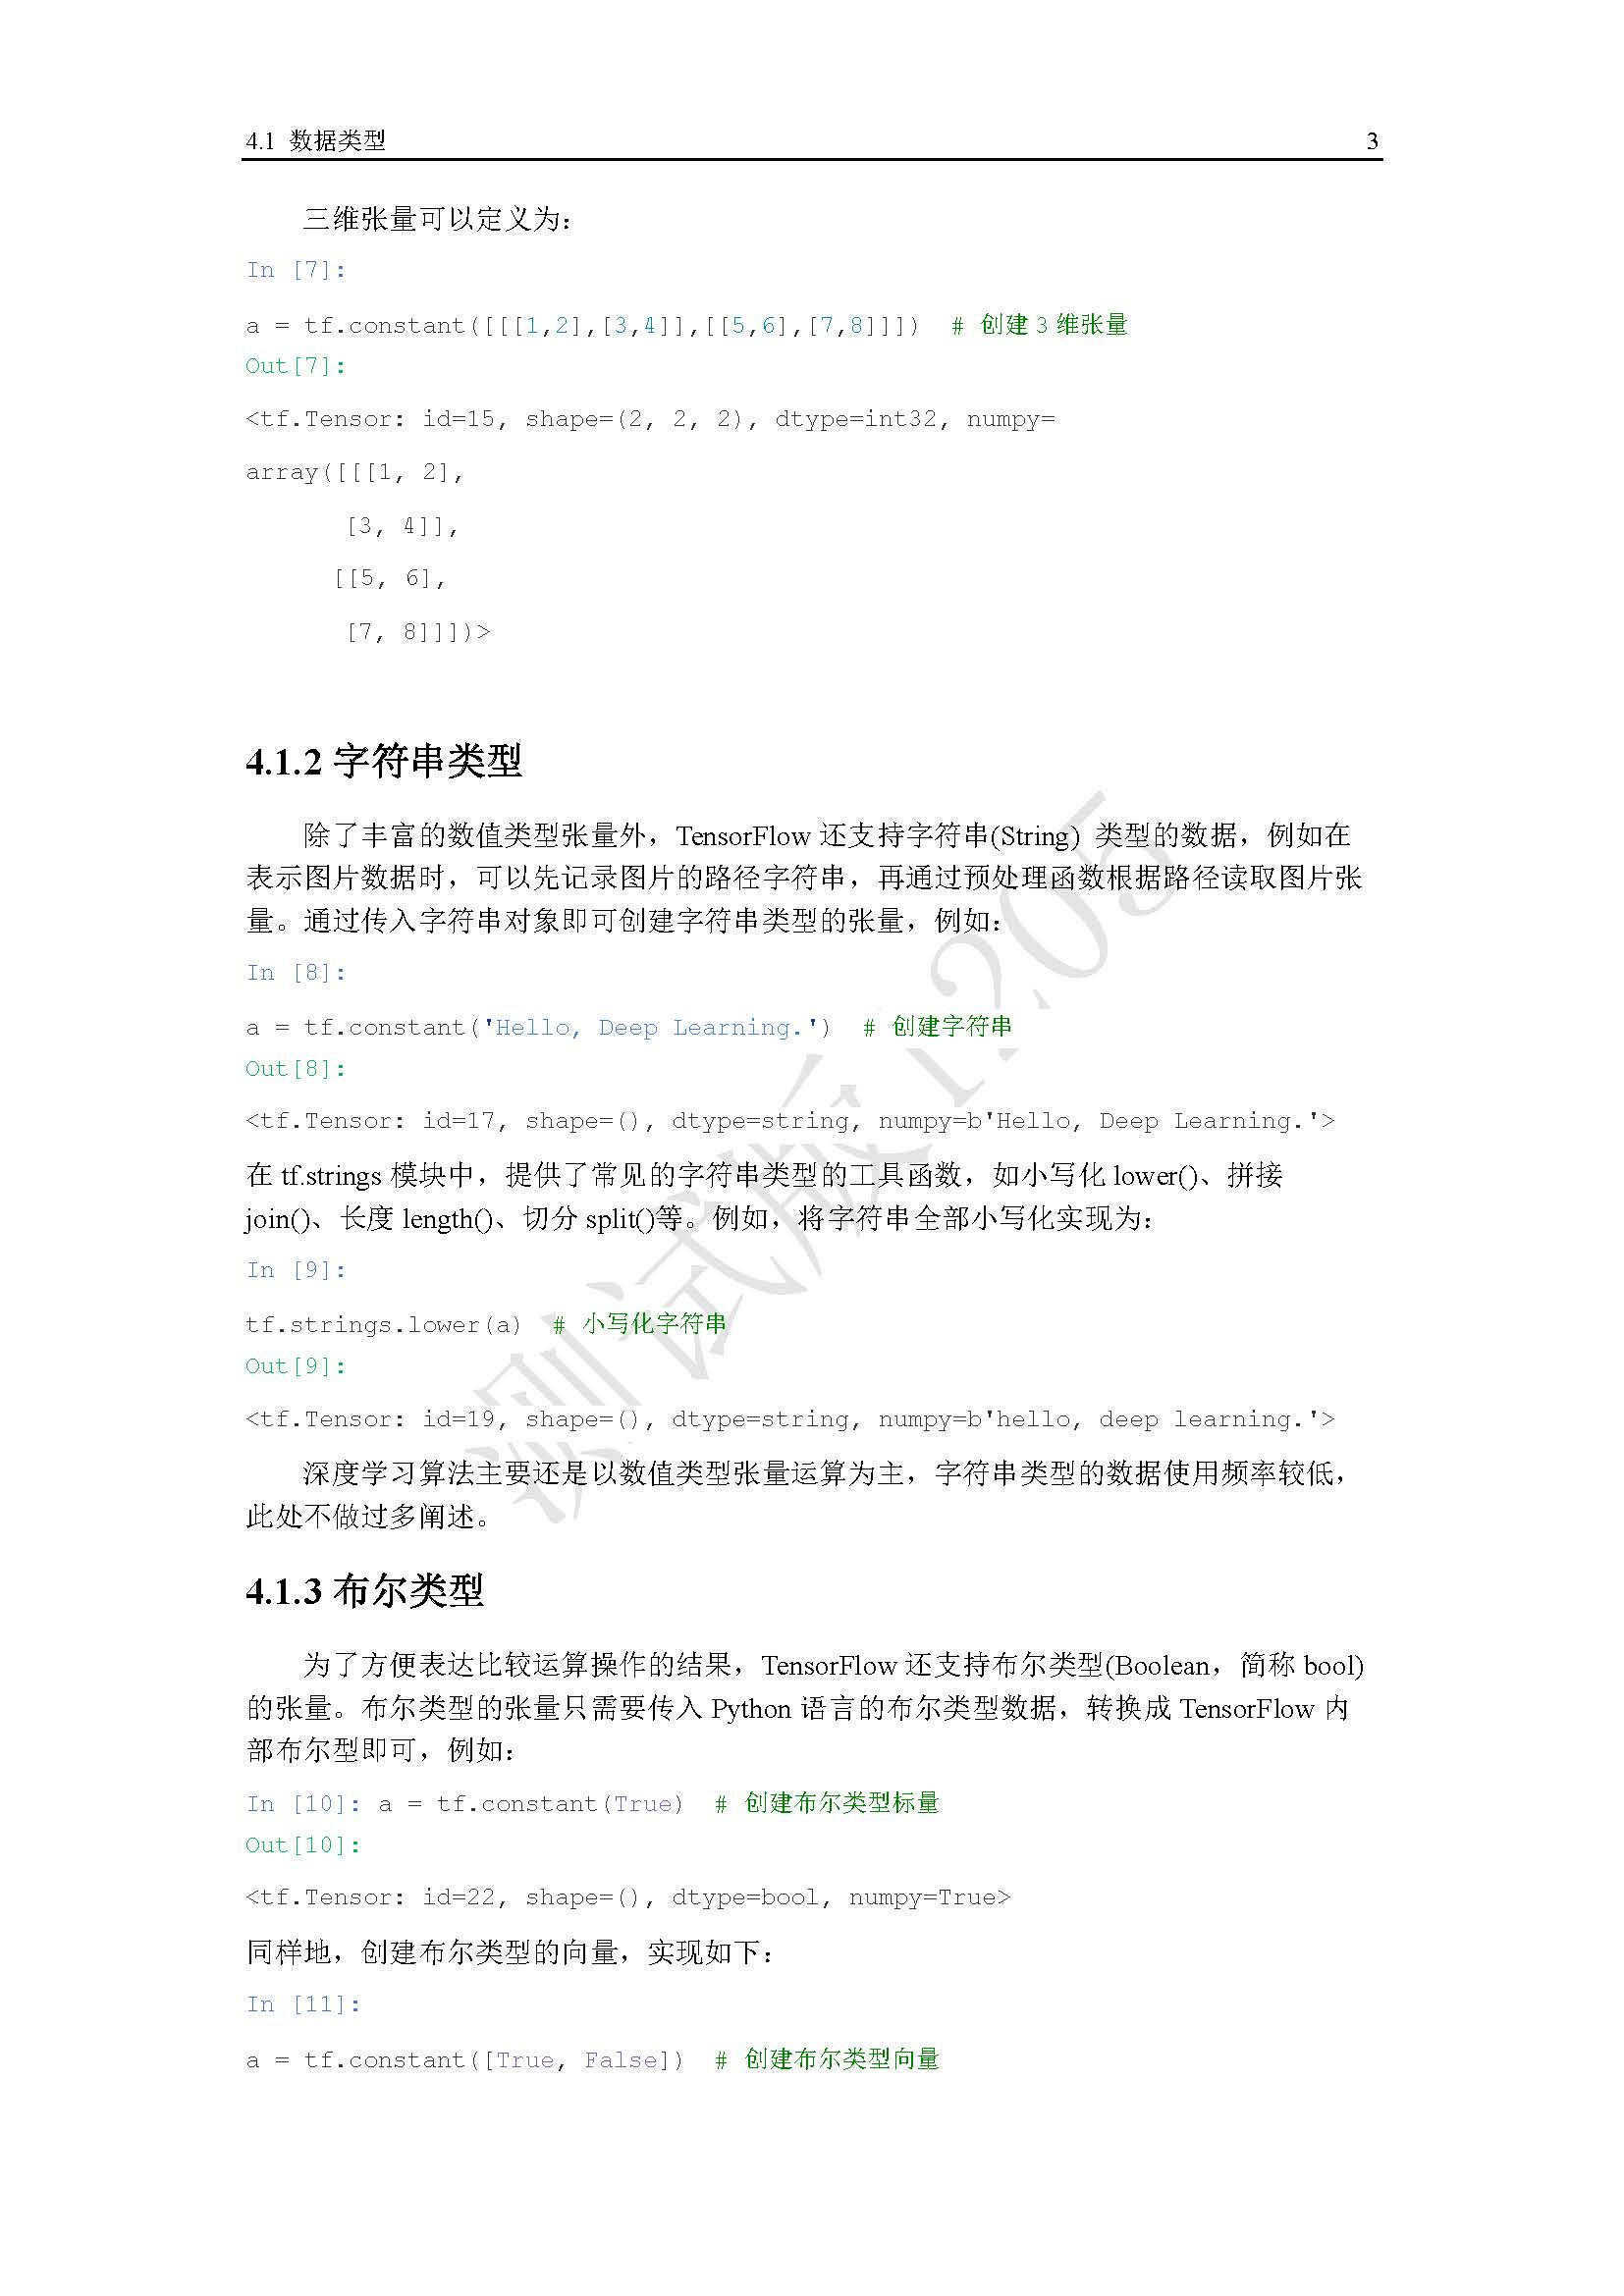 4.1 数据类型 3
三维张量可以定义为：
In [7]:
a = tf.constant([[[1,2],[3,4]],[[5,6],[7,8]]]) # 创建 3 维张量
Out[7]:
<tf.Tensor: id=15, shape=(2, 2, 2), dtype=int32, numpy=
array([[[1, 2],
[3, 4]],
[[5, 6],
[7, 8]]])>
4.1.2 字符串类型
除了丰富的数值类型张量外，TensorFlow 还支持字符串(String) 类型的数据，例如在
表示图片数据时，可以先记录图片的路径字符串，再通过预处理函数根据路径读取图片张
量。通过传入字符串对象即可创建字符串类型的张量，例如：
In [8]:
a = tf.constant('Hello, Deep Learning.') # 创建字符串
Out[8]:
<tf.Tensor: id=17, shape=(), dtype=string, numpy=b'Hello, Deep Learning.'>
在 tf.strings 模块中，提供了常见的字符串类型的工具函数，如小写化 lower()、拼接
join()、长度 length()、切分 split()等。例如，将字符串全部小写化实现为：
In [9]:
tf.strings.lower(a) # 小写化字符串
Out[9]:
<tf.Tensor: id=19, shape=(), dtype=string, numpy=b'hello, deep learning.'>
深度学习算法主要还是以数值类型张量运算为主，字符串类型的数据使用频率较低，
此处不做过多阐述。
4.1.3 布尔类型
为了方便表达比较运算操作的结果，TensorFlow 还支持布尔类型(Boolean，简称 bool)
的张量。布尔类型的张量只需要传入 Python 语言的布尔类型数据，转换成 TensorFlow 内
部布尔型即可，例如：
In [10]: a = tf.constant(True) # 创建布尔类型标量
Out[10]:
<tf.Tensor: id=22, shape=(), dtype=bool, numpy=True>
同样地，创建布尔类型的向量，实现如下：
In [11]:
a = tf.constant([True, False]) # 创建布尔类型向量
测试版1205